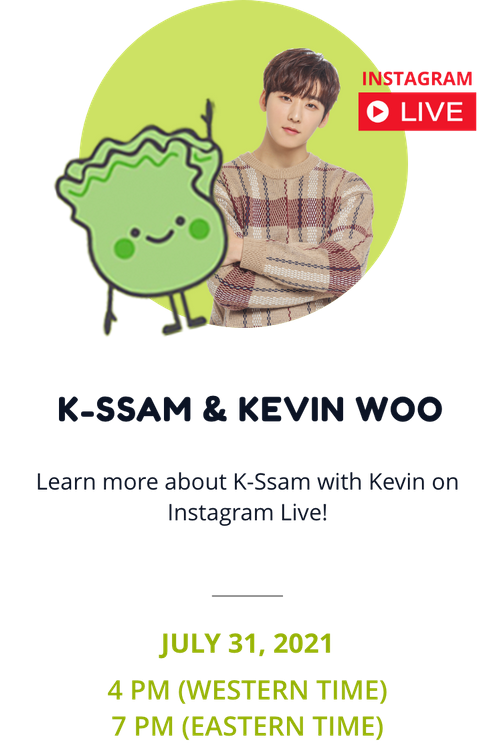 INSTAGRAM
LIVE
K-SSAM & KEVIN WOO
Learn more about K-Ssam with Kevin on
Instagram Live!
JULY 31, 2021
4 PM (WESTERN TIME)
7 PM (EASTERN TIME)